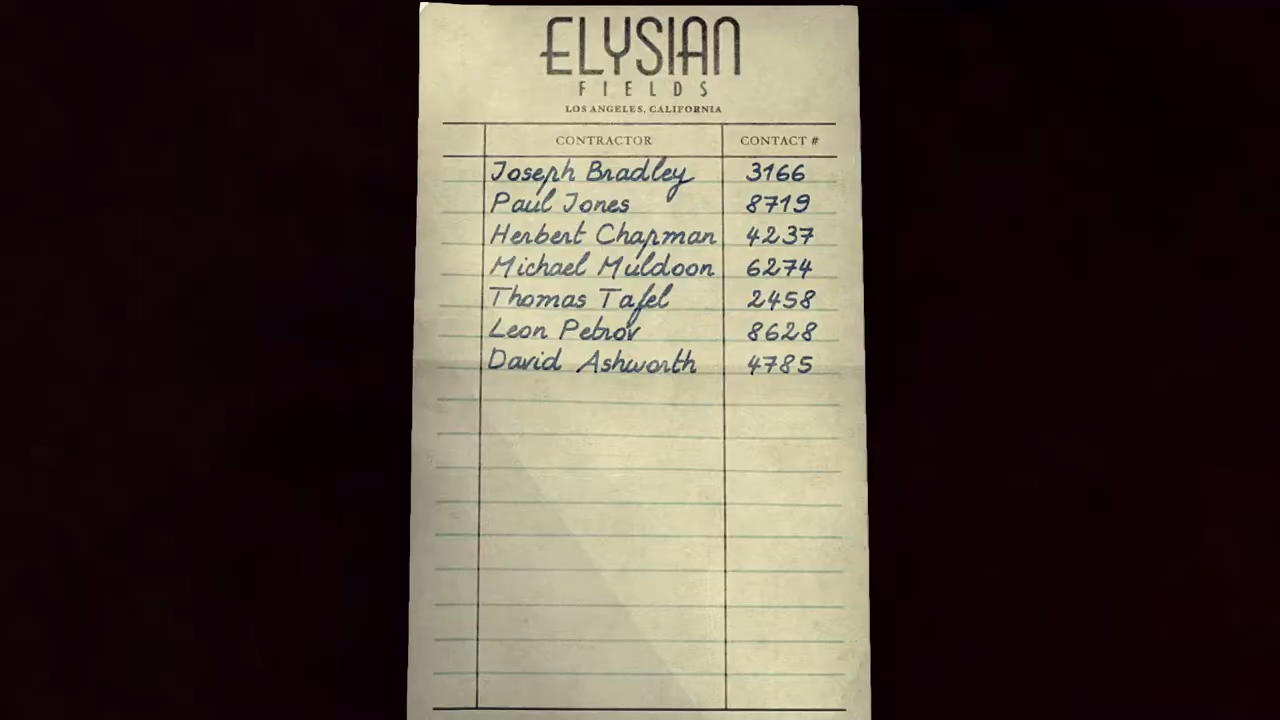 ELYSIAN
FIELDS
LOS ANGELES, CALIFORNIA
CONTRACTOR CONTACT #
Joseph Bradley 3166
Paul Jones 8719
Herbert Chapman 4237
Michael Muldoon 6274
Thomas Tafel 2458
Leon Petrov 8628
David Ashworth 4785